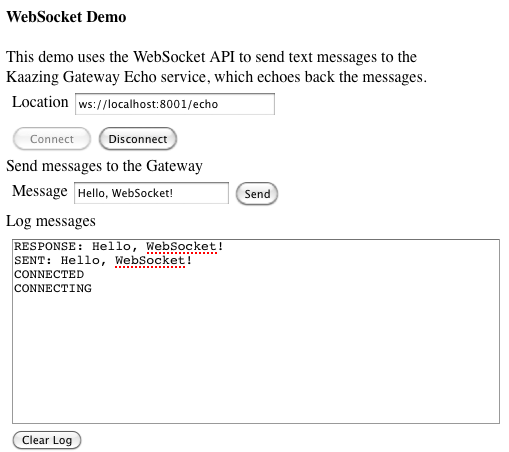 WebSocket Demo
This demo uses the WebSocket API to send text messages to the
Kaazing Gateway Echo service, which echoes back the messages.
Location ws://localhost:8001/echo
Connect Disconnect
Send messages to the Gateway
Message Hello, WebSocket! Send
Log messages
RESPONSE: Hello, WebSocket!
SENT: Hello, WebSocket!
CONNECTED
CONNECTING
Clear Log